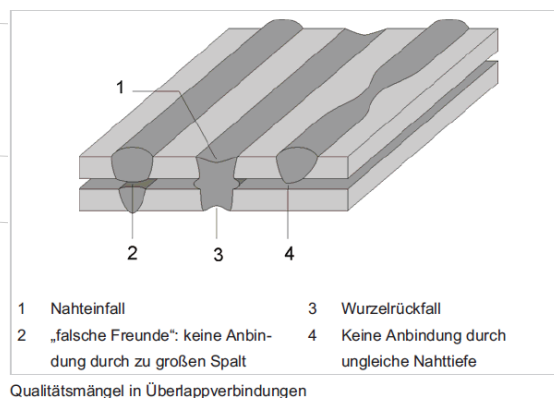 1
2
3
4
1 Nahteinfall
2 „falsche Freunde“: keine Anbin-
dung durch zu großen Spalt
3 Wurzelrückfall
4 Keine Anbindung durch
ungleiche Nahttiefe
Qualitätsmängel in Überlappverbindungen